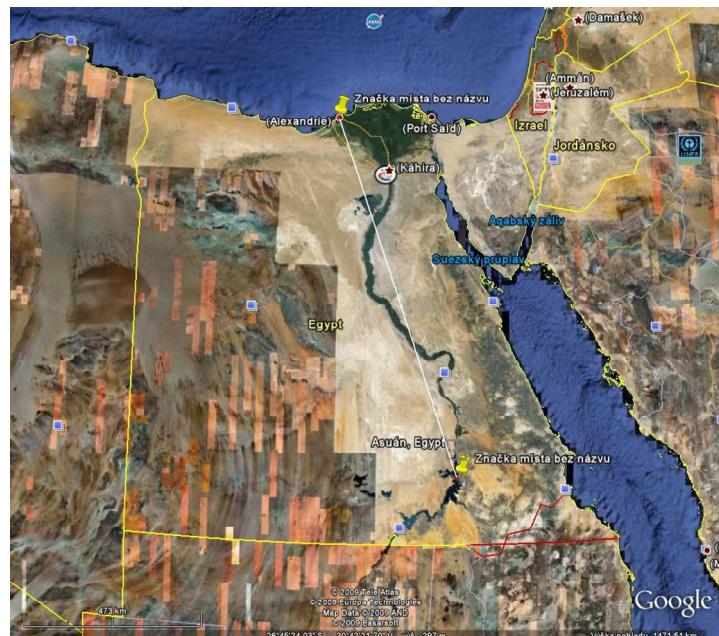 (Damašek)
(Ammán)
(Jeruzalém)
Značka místa bez názvu
(Alexandrie)
(Port Said)
Izrael
Jordánsko
(Káhira)
Aqabský záliv
Suezský průplav
Egypt
Asuán, Egypt
Značka místa bez názvu
© 2009 Tele Atlas
© 2009 Europa Technologies
Map Data © 2009 AND
© 2009 Basarsoft
473 km
Google